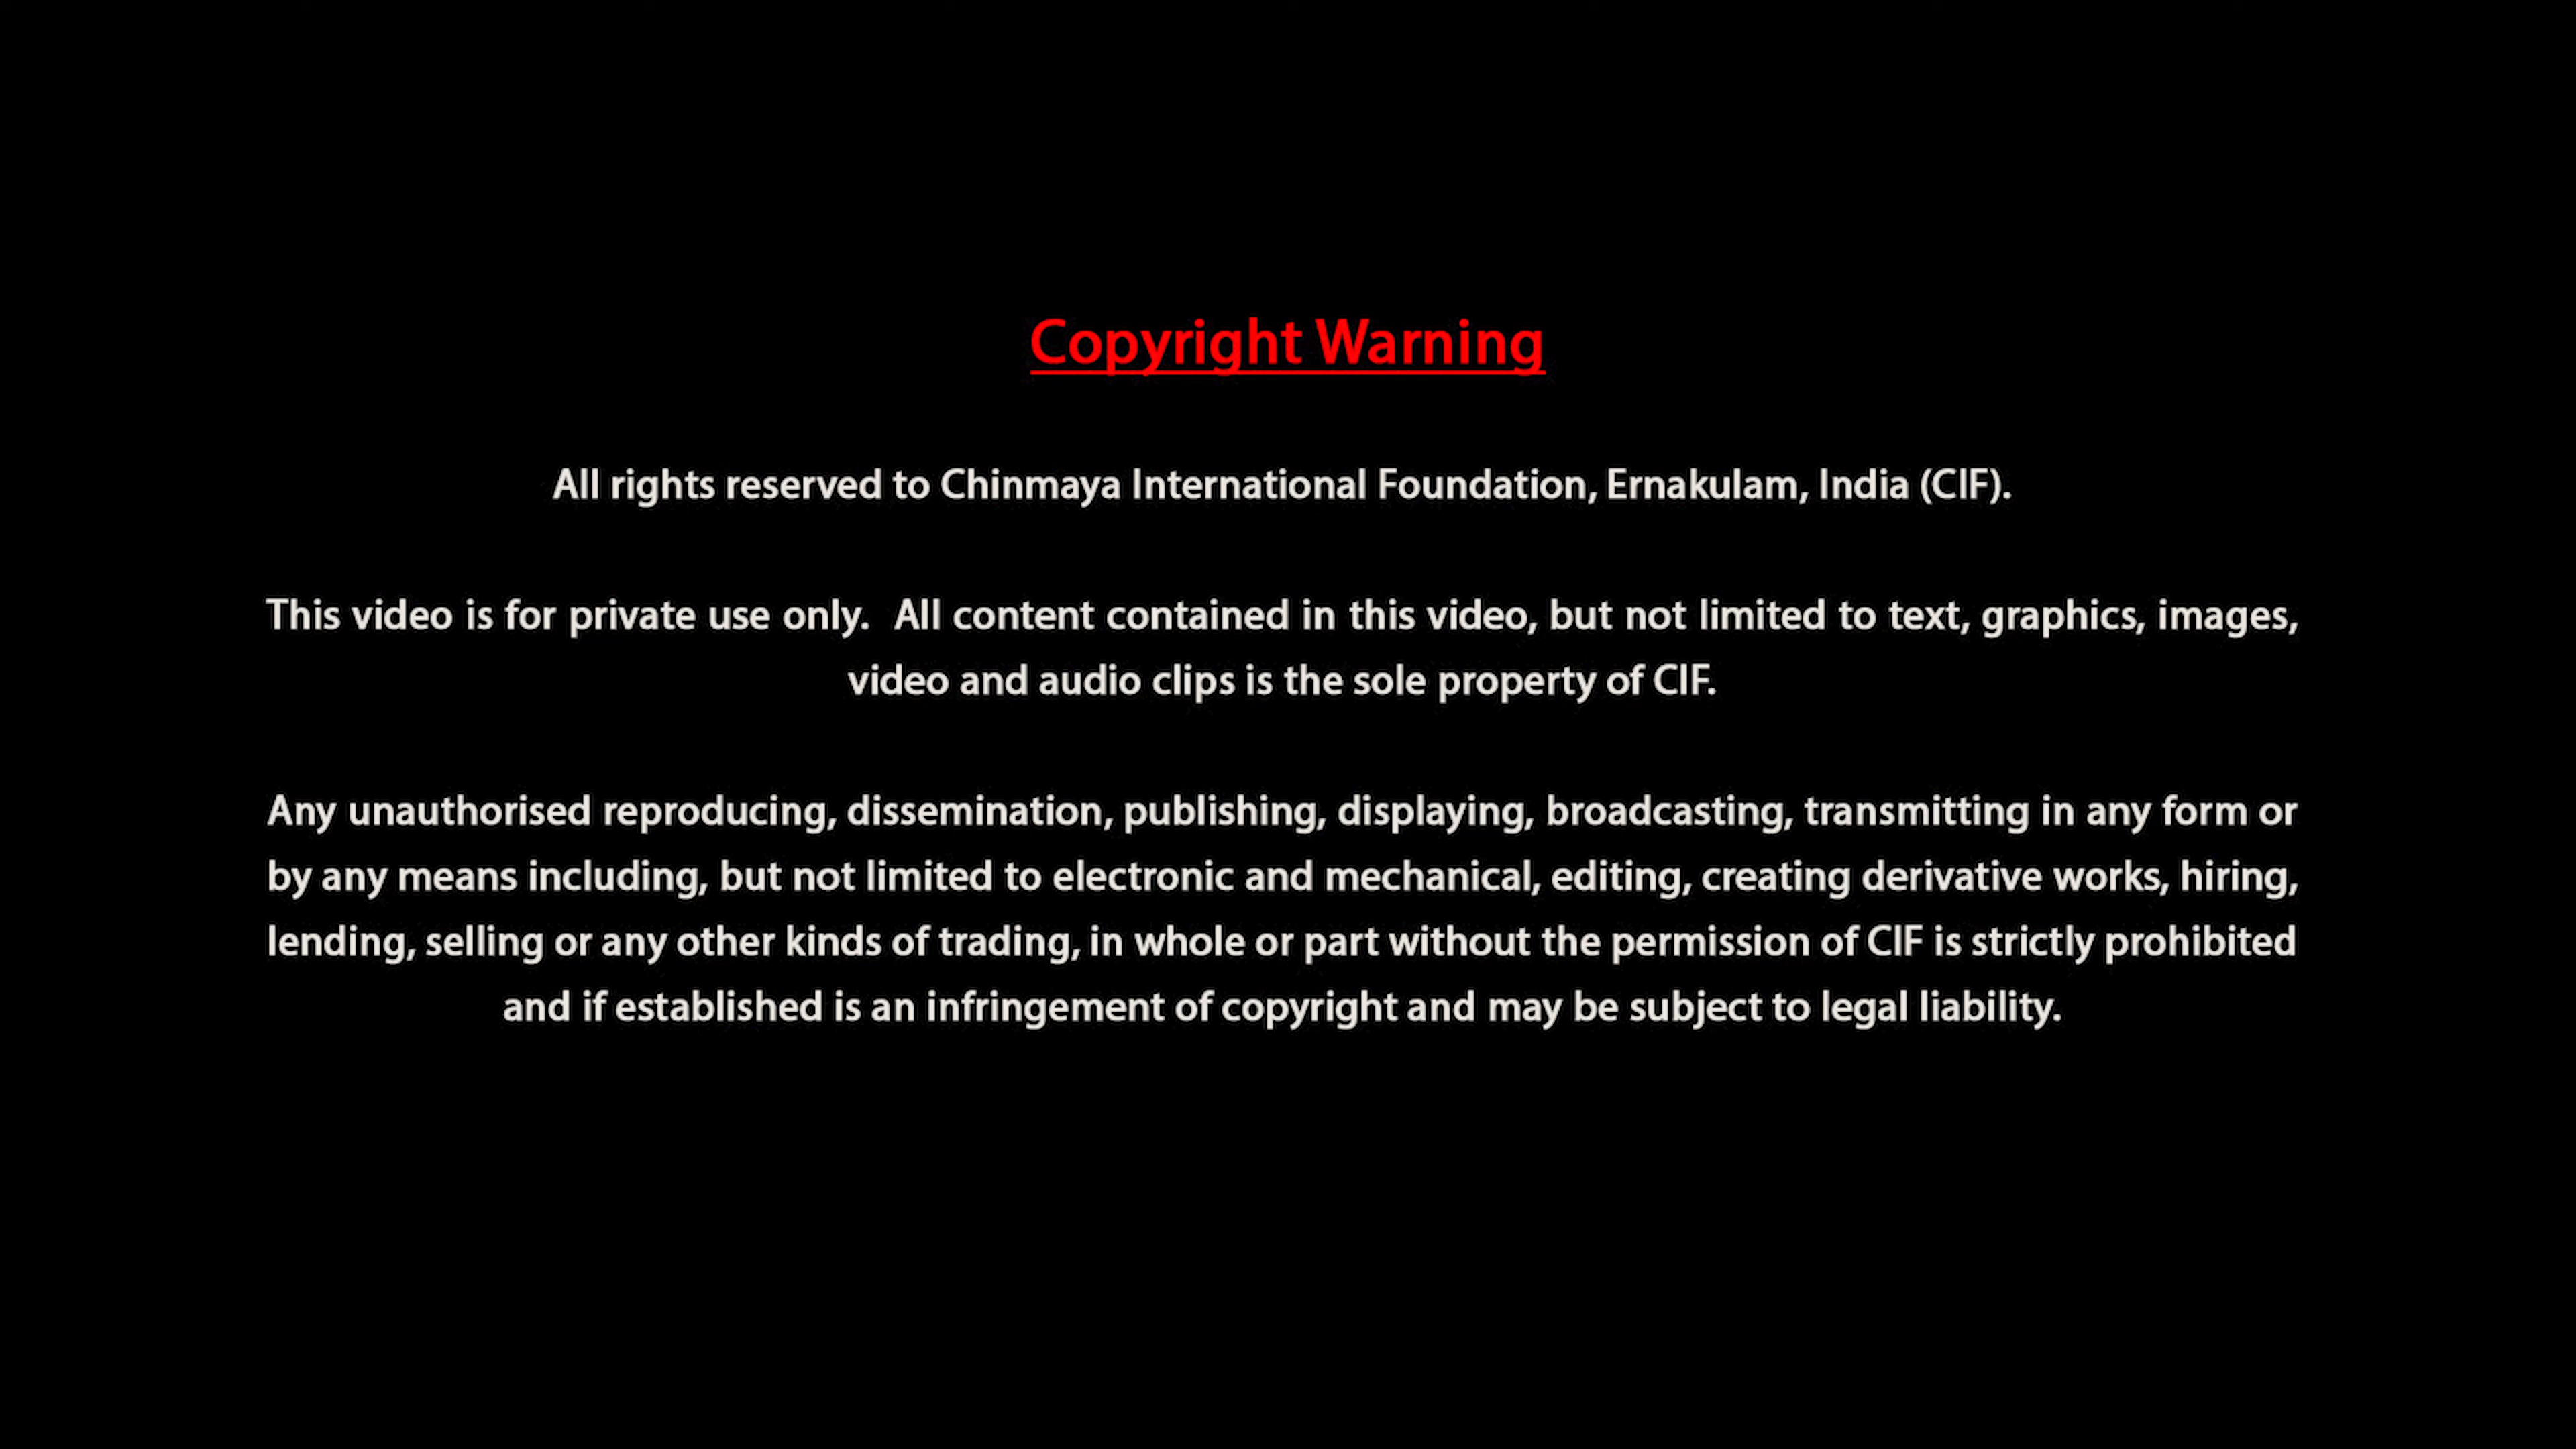 Copyright Warning
All rights reserved to Chinmaya International Foundation, Ernakulam, India (CIF).
This video is for private use only.  All content contained in this video, but not limited to text, graphics, images,
video and audio clips is the sole property of CIF.
Any unauthorised reproducing, dissemination, publishing, displaying, broadcasting, transmitting in any form or
by any means including, but not limited to electronic and mechanical, editing, creating derivative works, hiring,
lending, selling or any other kinds of trading, in whole or part without the permission of CIF is strictly prohibited
and if established is an infringement of copyright and may be subject to legal liability.